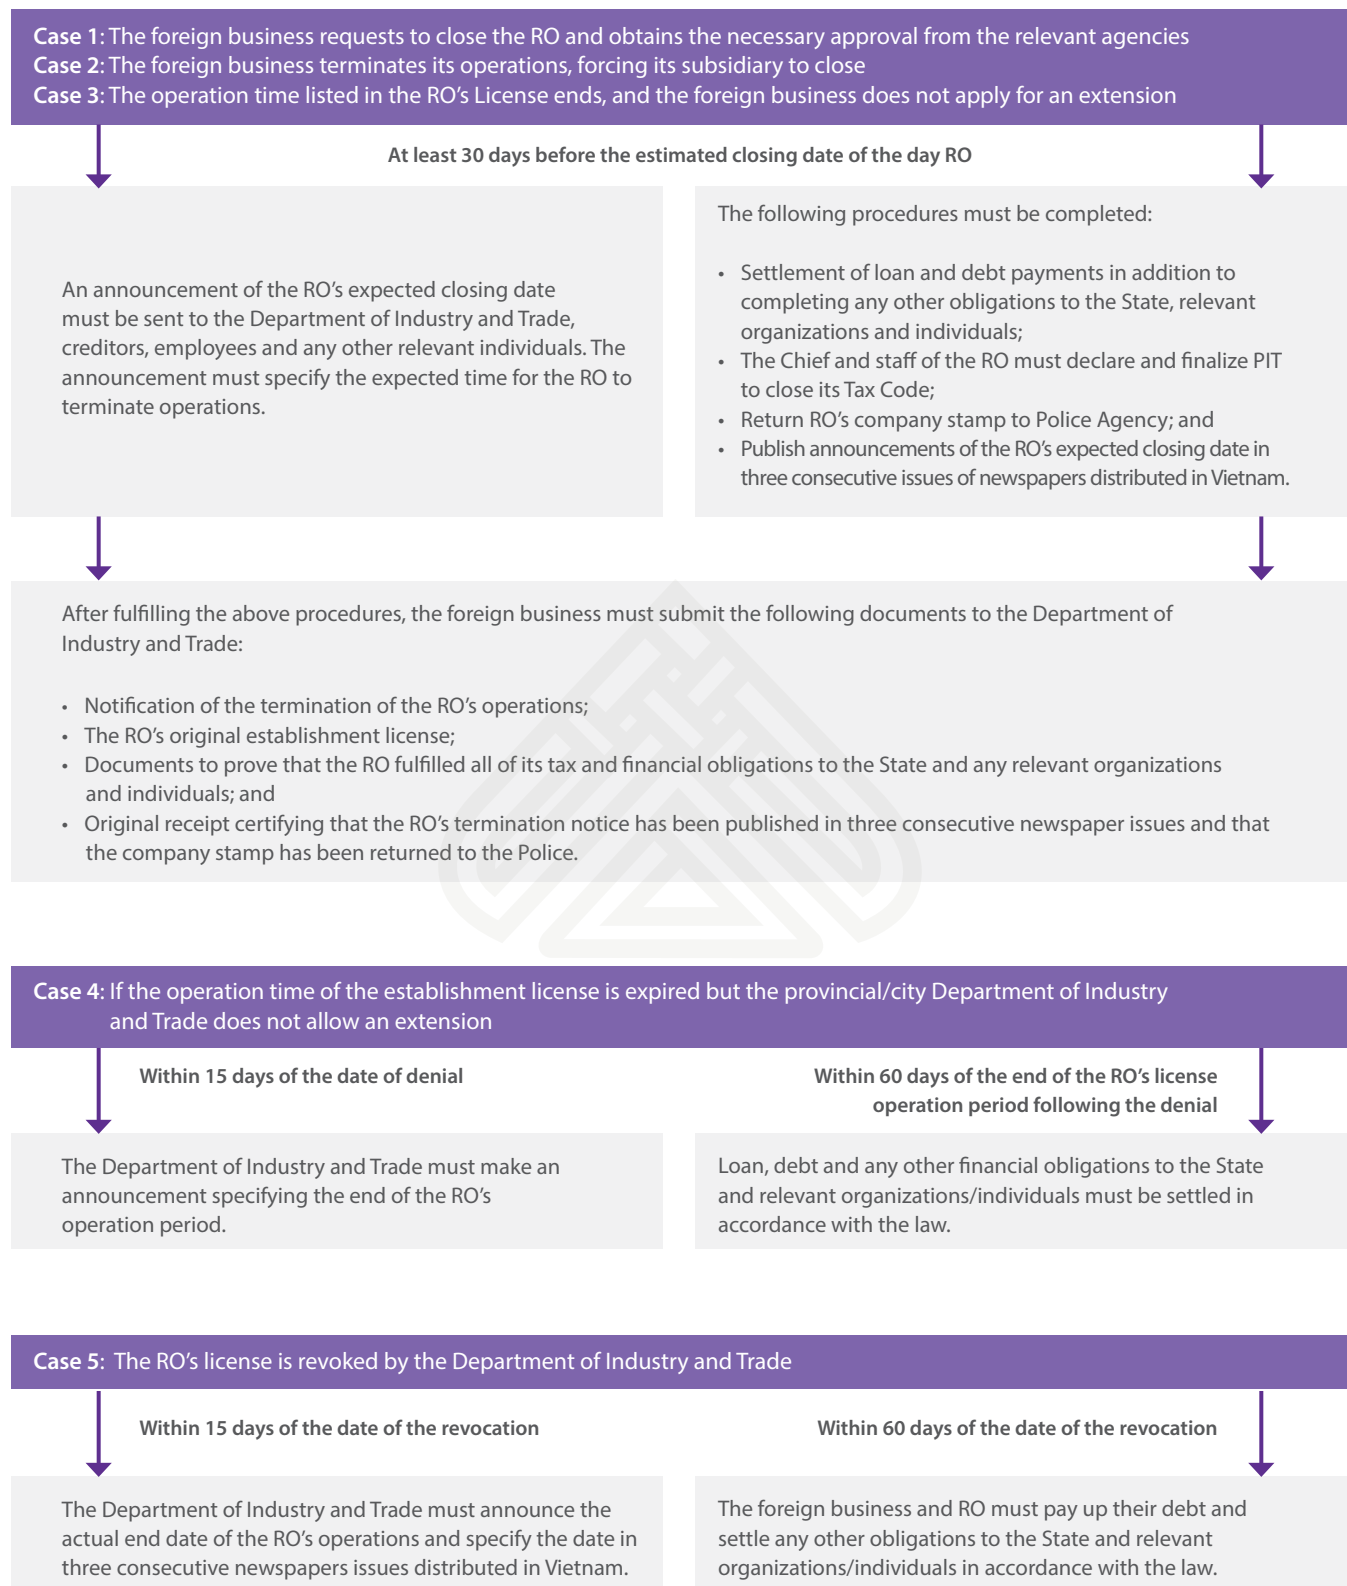 Case 1: The foreign business requests to close the RO and obtains the necessary approval from the relevant agencies
Case 2: The foreign business terminates its operations, forcing its subsidiary to close
Case 3: The operation time listed in the RO's License ends, and the foreign business does not apply for an extension
At least 30 days before the estimated closing date of the day RO
An announcement of the RO's expected closing date
must be sent to the Department of Industry and Trade,
creditors, employees and any other relevant individuals. The
announcement must specify the expected time for the RO to
terminate operations.
The following procedures must be completed:
• Settlement of loan and debt payments in addition to
completing any other obligations to the State, relevant
organizations and individuals;
• The Chief and staff of the RO must declare and finalize PIT
to close its Tax Code;
• Return RO's company stamp to Police Agency; and
• Publish announcements of the RO's expected closing date in
three consecutive issues of newspapers distributed in Vietnam.
After fulfilling the above procedures, the foreign business must submit the following documents to the Department of
Industry and Trade:
• Notification of the termination of the RO's operations;
• The RO's original establishment license;
• Documents to prove that the RO fulfilled all of its tax and financial obligations to the State and any relevant organizations
and individuals; and
• Original receipt certifying that the RO's termination notice has been published in three consecutive newspaper issues and that
the company stamp has been returned to the Police.
Case 4: If the operation time of the establishment license is expired but the provincial/city Department of Industry
and Trade does not allow an extension
Within 15 days of the date of denial
Within 60 days of the end of the RO's license
operation period following the denial
The Department of Industry and Trade must make an
announcement specifying the end of the RO's
operation period.
Loan, debt and any other financial obligations to the State
and relevant organizations/individuals must be settled in
accordance with the law.
Case 5: The RO's license is revoked by the Department of Industry and Trade
Within 15 days of the date of the revocation
Within 60 days of the date of the revocation
The Department of Industry and Trade must announce the
actual end date of the RO's operations and specify the date in
three consecutive newspapers issues distributed in Vietnam.
The foreign business and RO must pay up their debt and
settle any other obligations to the State and relevant
organizations/individuals in accordance with the law.